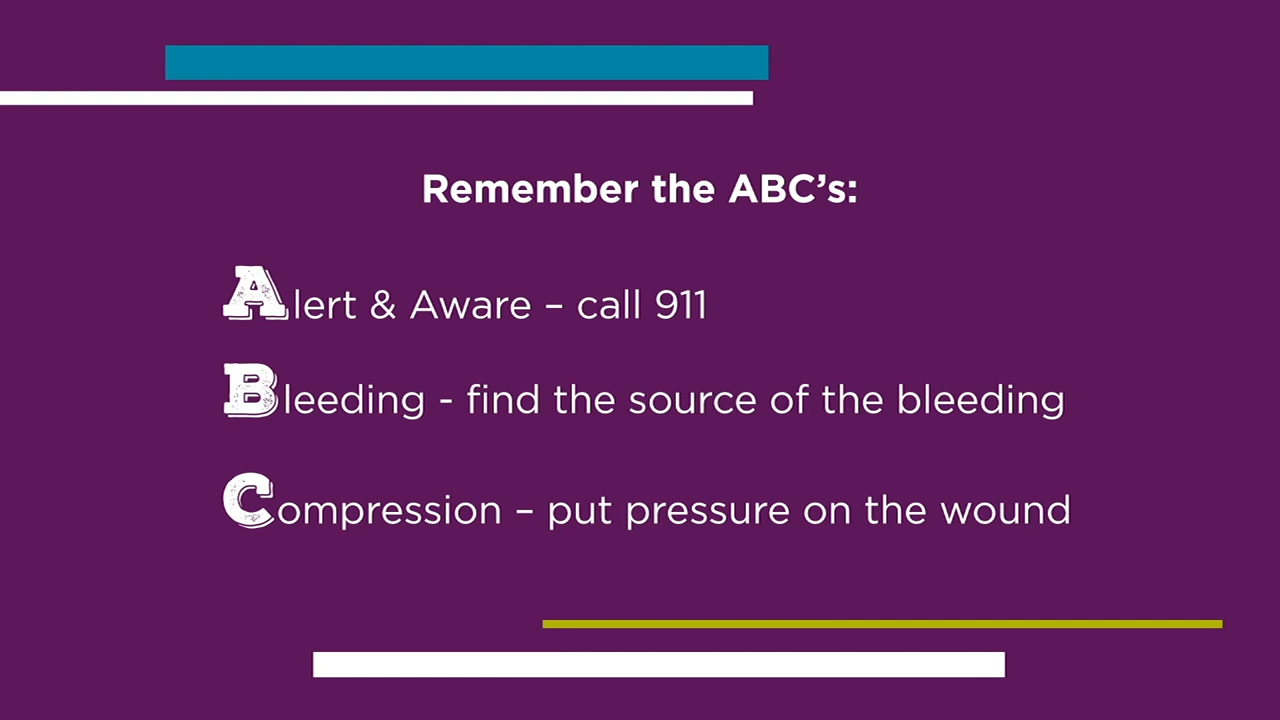 Remember the ABC’s:
Alert & Aware – call 911
Bleeding - find the source of the bleeding
Compression – put pressure on the wound